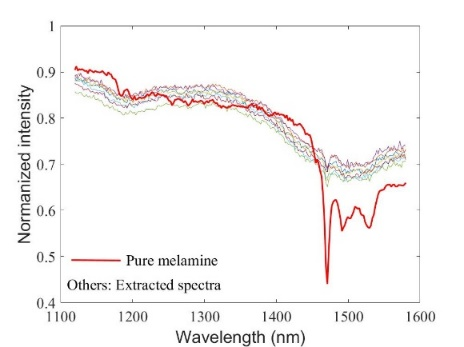 1
0.9
0.8
0.7
0.6
0.5
0.4
Normanized intensity
Pure melamine
Others: Extracted spectra
1100 1200 1300 1400 1500 1600
Wavelength (nm)